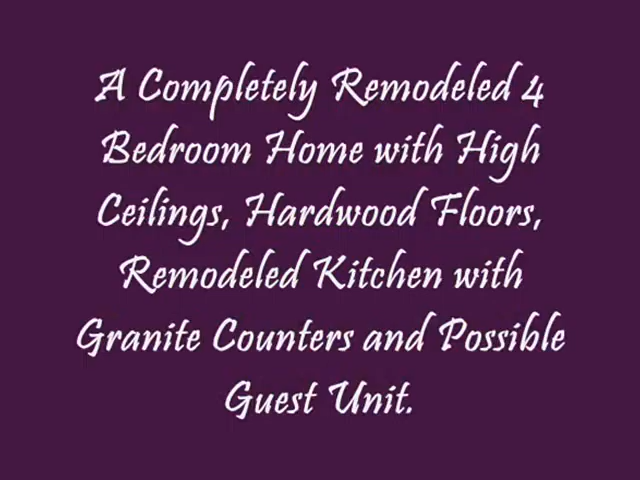 A Completely Remodeled 4
Bedroom Home with High
Ceilings, Hardwood Floors,
Remodeled Kitchen with
Granite Counters and Possible
Guest Unit.